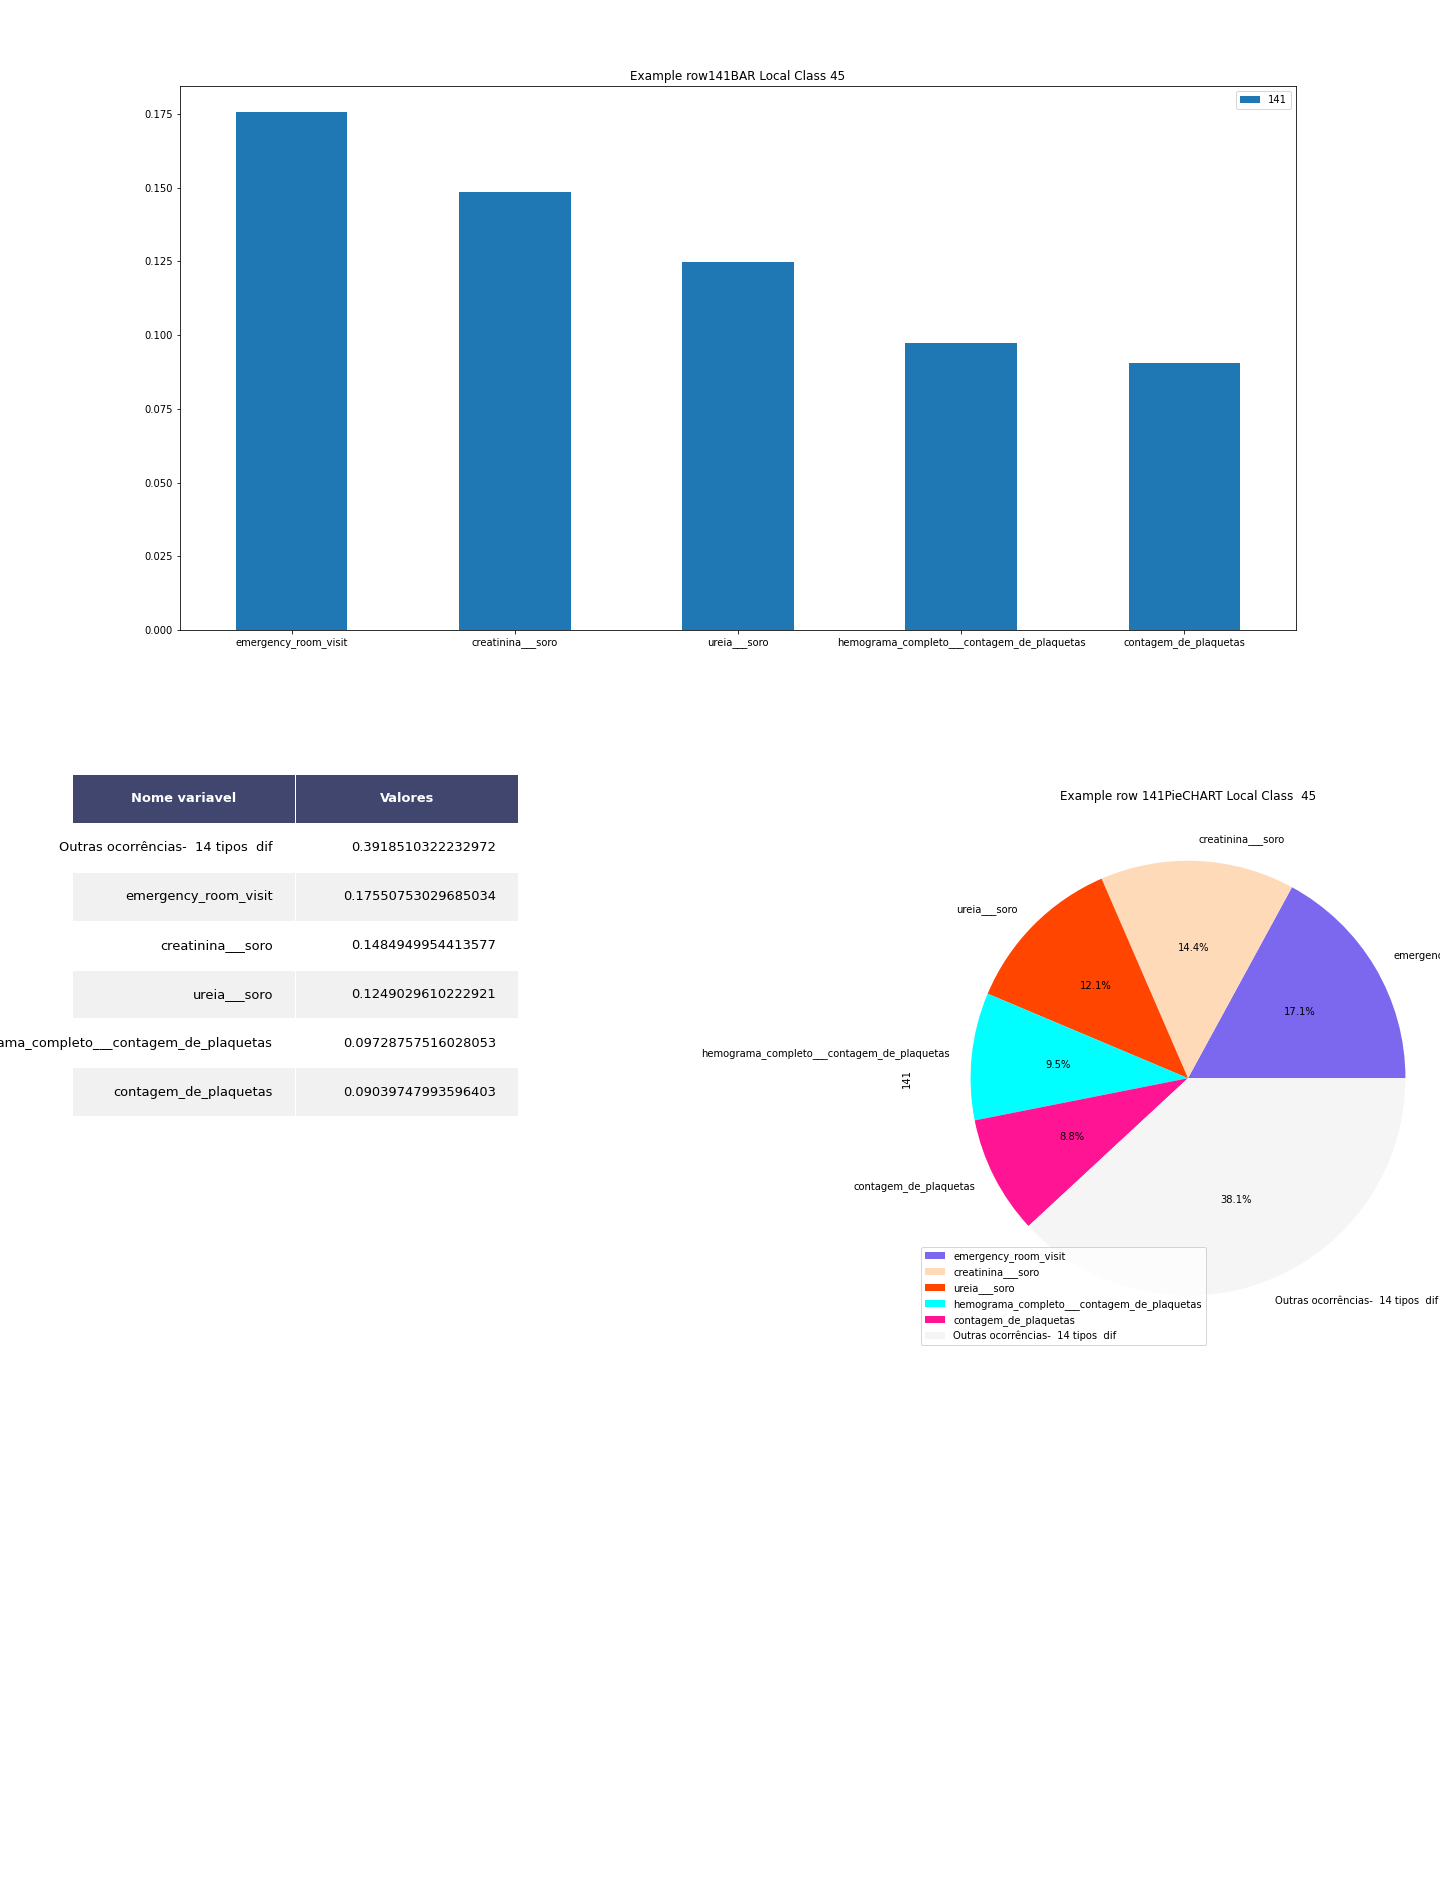 Example row141BAR Local Class 45
141
0.175
0.150
0.125
0.100
0.075
0.050
0.025
0.000
emergency_room_visit
creatinina___soro
ureia___soro
hemograma_completo___contagem_de_plaquetas
contagem_de_plaquetas
Nome variavel Valores
Outras ocorrências-  14 tipos  dif 0.3918510322232972
emergency_room_visit 0.17550753029685034
creatinina___soro 0.1484949954413577
ureia___soro 0.1249029610222921
ama_completo___contagem_de_plaquetas 0.09728757516028053
contagem_de_plaquetas 0.09039747993596403
Example row 141PieCHART Local Class  45
creatinina___soro
ureia___soro
emergenc
14.4%
12.1%
17.1%
hemograma_completo___contagem_de_plaquetas
9.5%
141
8.8%
contagem_de_plaquetas
38.1%
Outras ocorrências-  14 tipos  dif
emergency_room_visit
creatinina___soro
ureia___soro
hemograma_completo___contagem_de_plaquetas
contagem_de_plaquetas
Outras ocorrências-  14 tipos  dif